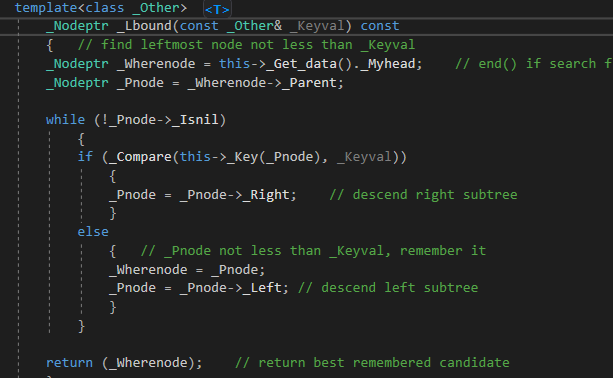 template<class _Other> <T>
_Nodeptr _Lbound(const _Other& _Keyval) const
{ // find leftmost node not less than _Keyval
_Nodeptr _Wherenode = this->_Get_data()._Myhead; // end() if search f
_Nodeptr _Pnode = _Wherenode->_Parent;
while (!_Pnode->_Isnil)
{
if (_Compare(this->_Key(_Pnode), _Keyval))
{
_Pnode = _Pnode->_Right; // descend right subtree
}
else
{ // _Pnode not less than _Keyval, remember it
_Wherenode = _Pnode;
_Pnode = _Pnode->_Left; // descend left subtree
}
}
return (_Wherenode); // return best remembered candidate